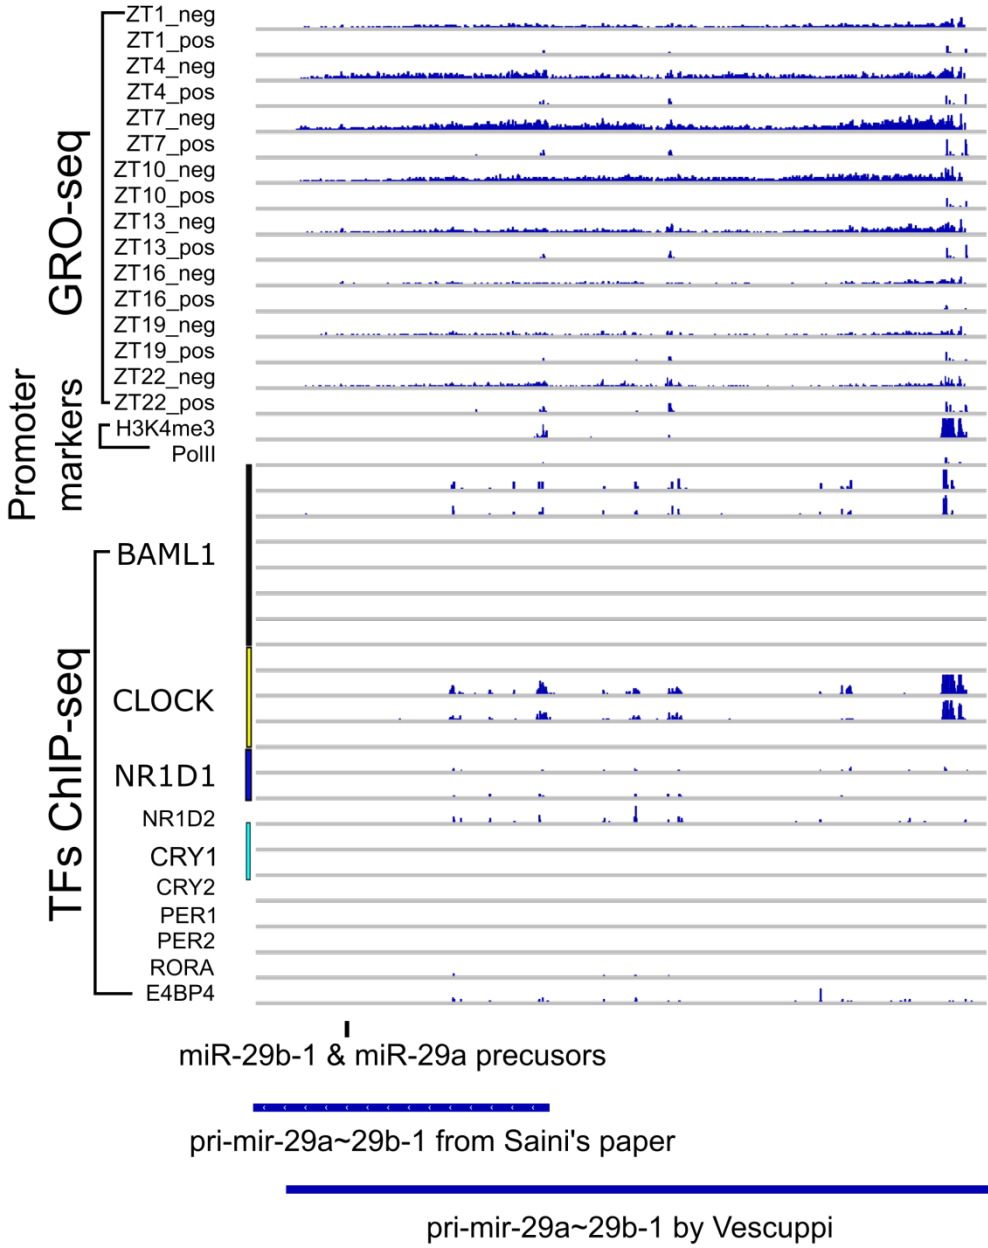 ZT1_neg
ZT1_pos
ZT4_neg
ZT4_pos
ZT7_neg
ZT7_pos
ZT10_neg
ZT10_pos
ZT13_neg
ZT13_pos
ZT16_neg
ZT16_pos
ZT19_neg
ZT19_pos
ZT22_neg
ZT22_pos
GRO-seq
H3K4me3
PolII
Promoter
markers
BAML1
CLOCK
NR1D1
NR1D2
CRY1
CRY2
PER1
PER2
RORA
E4BP4
TFs ChIP-seq
miR-29b-1 & miR-29a precusors
pri-mir-29a~29b-1 from Saini's paper
pri-mir-29a~29b-1 by Vescuppi